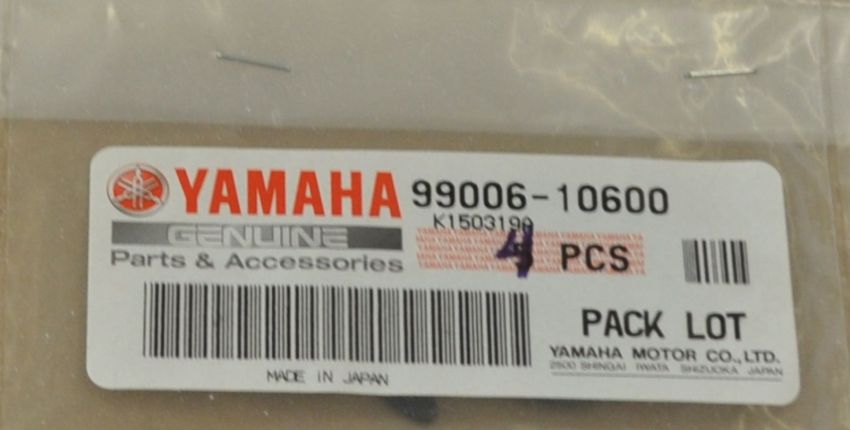 YAMAHA 99006-10600
K1503190
GENUINE
4 PCS
Parts & Accessories
PACK LOT
YAMAHA MOTOR CO.,LTD.
2500 SHINGAI IWATA SHIZUOKA JAPAN
MADE IN JAPAN